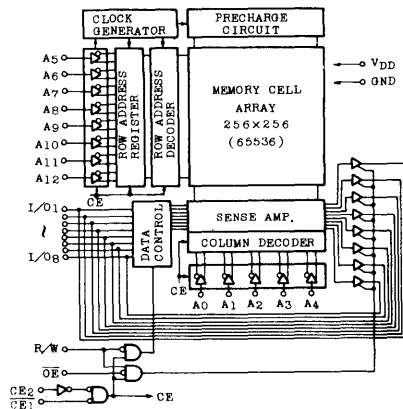 CLOCK
GENERATOR
PRECHARGE
CIRCUIT
A5
A6
A7
A8
A9
A10
A11
A12
ROW ADDRESS
REGISTER
ROW ADDRESS
DECODER
MEMORY CELL
ARRAY
256×256
(65536)
VDD
GND
CE
I/O1
~
I/O8
DATA
CONTROL
SENSE AMP.
COLUMN DECODER
CE
A0 A1 A2 A3 A4
R/W
OE
CE2
CE1
CE